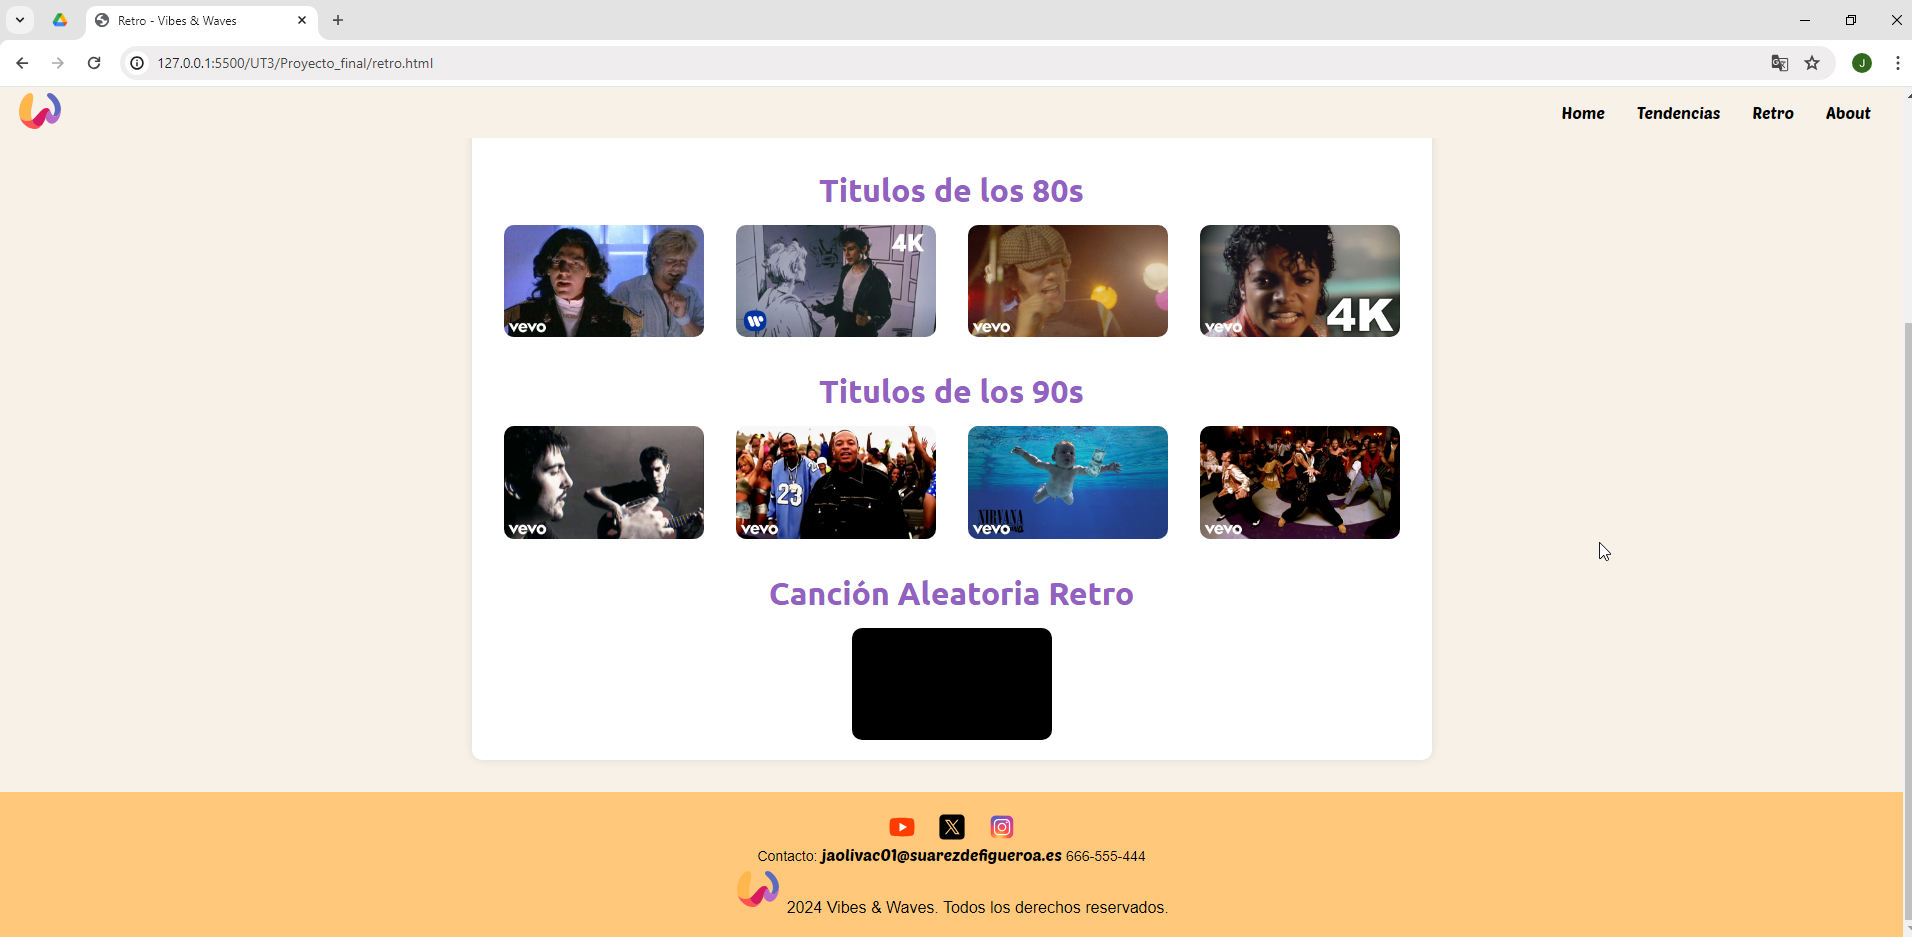 Retro - Vibes & Waves
127.0.0.1:5500/UT3/Proyecto_final/retro.html
J
Home Tendencias Retro About
Titulos de los 80s
vevo
4K
vevo
4K
vevo
Titulos de los 90s
vevo
23
vevo
NIRVANA
vevo
vevo
Canción Aleatoria Retro
Contacto: jaolivac01@suarezdefigueroa.es 666-555-444
2024 Vibes & Waves. Todos los derechos reservados.